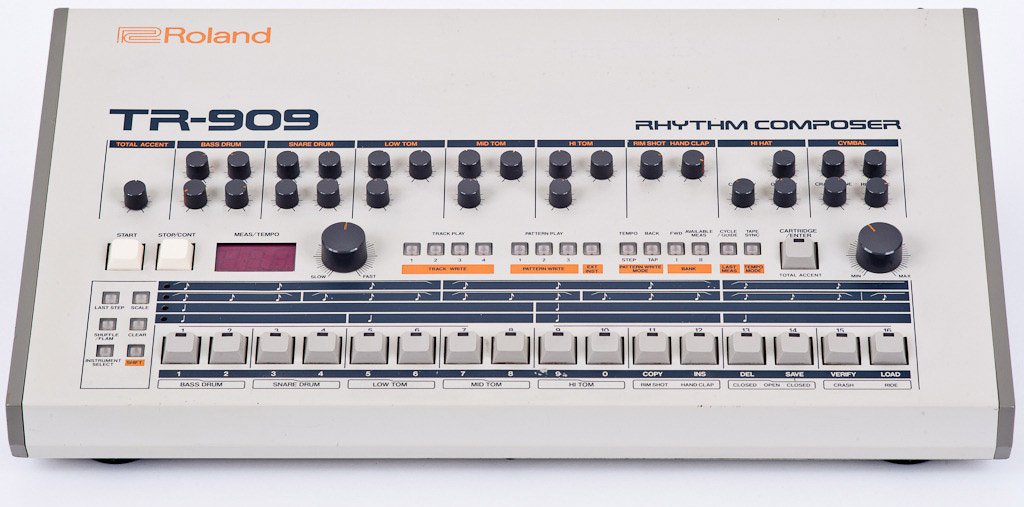 Roland
TR-909
RHYTHM COMPOSER
TOTAL ACCENT BASS DRUM SNARE DRUM LOW TOM MID TOM HI TOM RIM SHOT HAND CLAP HI HAT CYMBAL
START STOP/CONT MEAS/TEMPO SLOW FAST
TRACK PLAY PATTERN PLAY TEMPO BACK FWD AVAILABLE MEAS CYCLE /GUIDE TAPE SYNC
1 2 3 4 1 2 3 EXT INST STEP TAP 1 II LAST MEAS TEMPO MODE
TRACK WRITE PATTERN WRITE PATTERN WRITE MODE BANK
CARTRIDGE /ENTER
TOTAL ACCENT
MIN MAX
LAST STEP SCALE
SHUFFLE /FLAM CLEAR
INSTRUMENT SELECT SHIFT
1 2 3 4 5 6 7 8 9 10 11 12 13 14 15 16
1 2 3 4 5 6 7 8 9 0 COPY INS DEL SAVE VERIFY LOAD
BASS DRUM SNARE DRUM LOW TOM MID TOM HI TOM RIM SHOT HAND CLAP CLOSED OPEN CLOSED CRASH RIDE